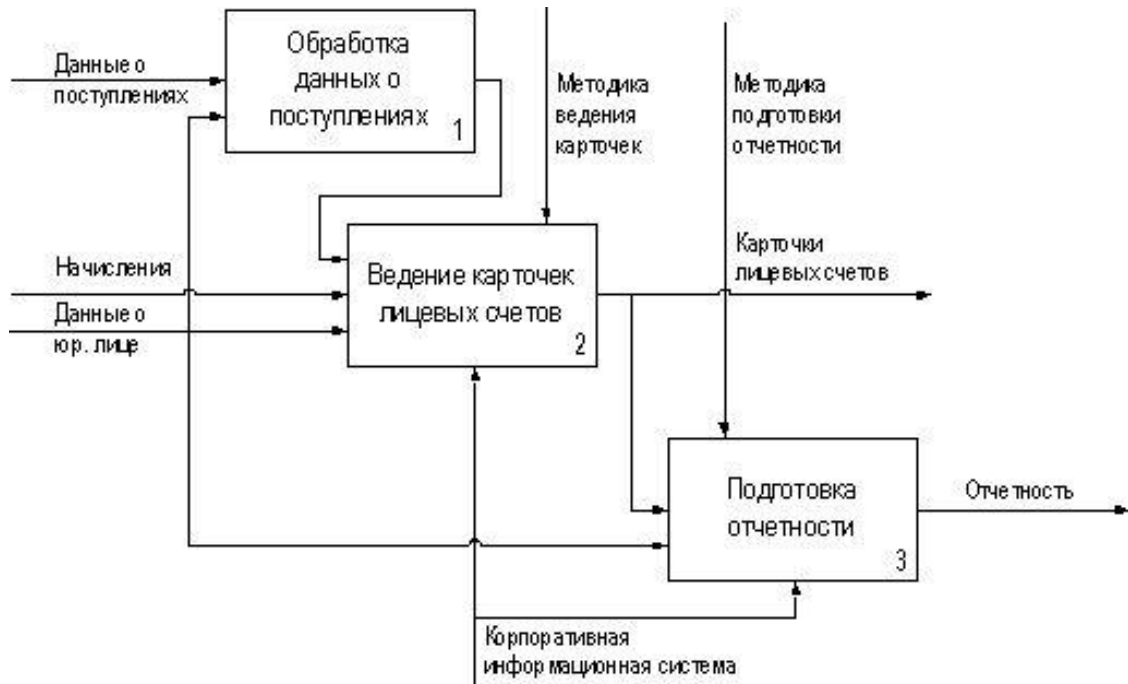 Обработка
данных о
поступлениях
1
Данные о
поступлениях
Методика
ведения
карточек
Методика
подготовки
отчетности
Начисления
Данные о
юр. лице
Ведение карточек
лицевых счетов
2
Карточки
лицевых счетов
Подготовка
отчетности
3
Отчетность
Корпоративная
информационная система